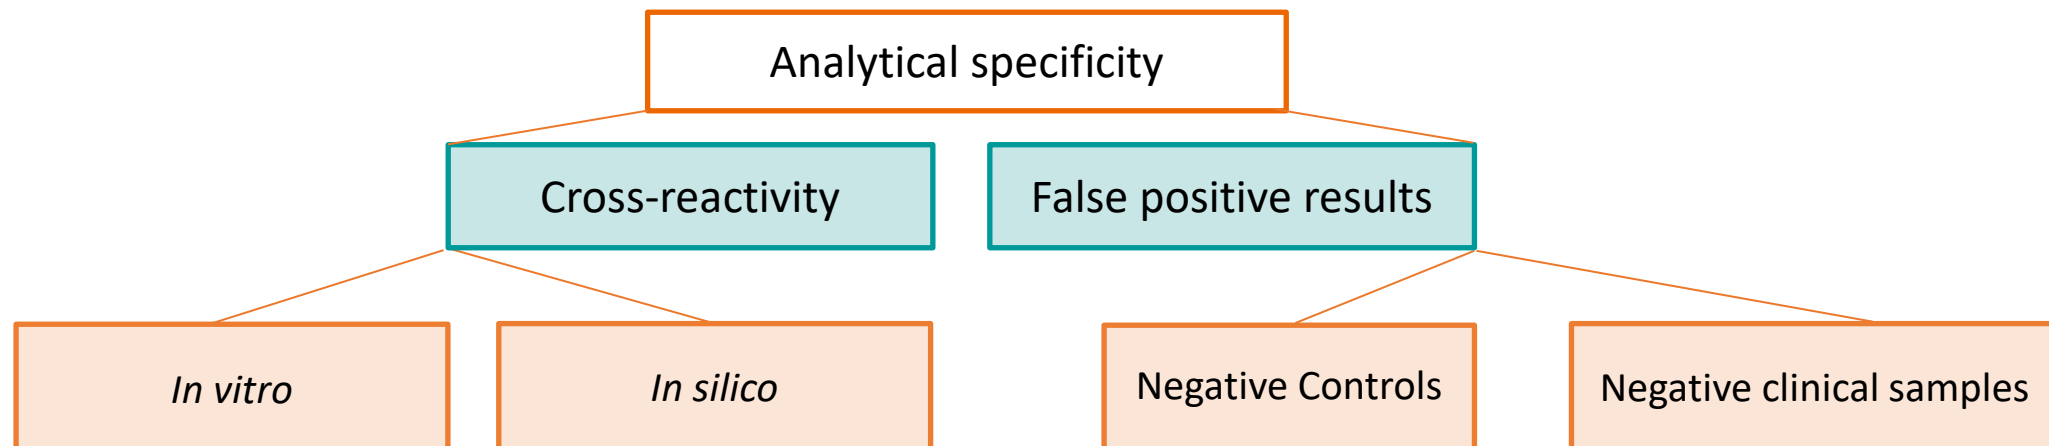 Analytical specificity
Cross-reactivity
False positive results
In vitro
In silico
Negative Controls
Negative clinical samples